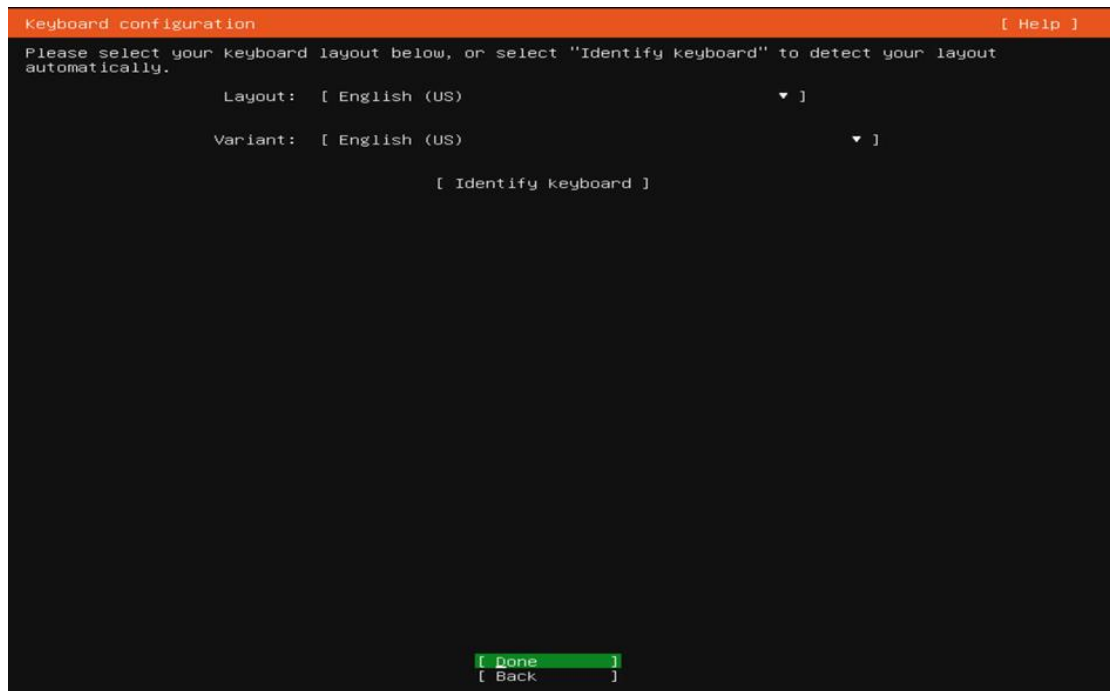 Keyboard configuration [ Help ]
Please select your keyboard layout below, or select "Identify keyboard" to detect your layout
automatically.
Layout: [ English (US) ▾ ]
Variant: [ English (US) ▾ ]
[ Identify keyboard ]
[ Done ]
[ Back ]